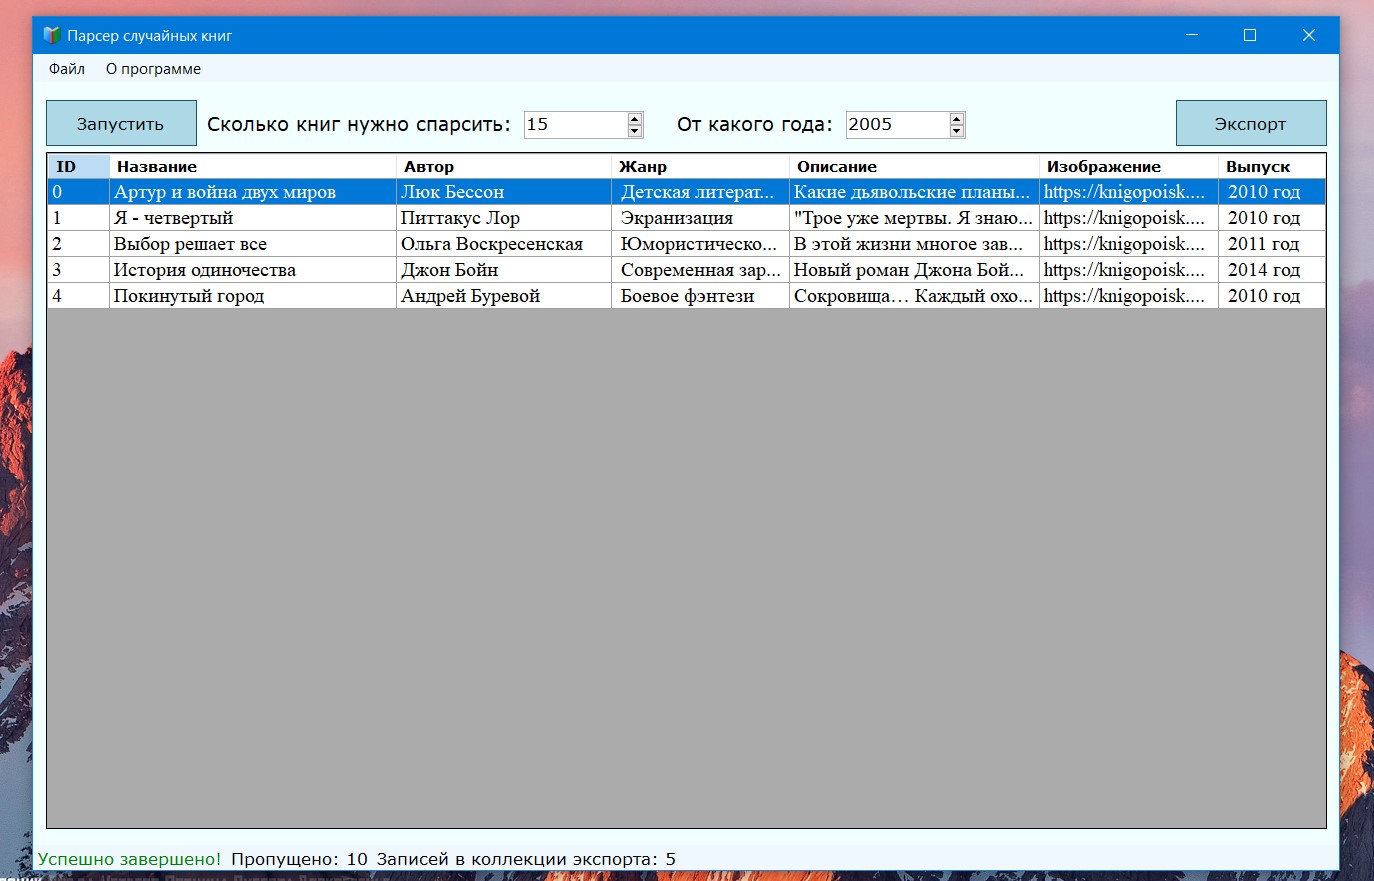 Парсер случайных книг
Файл О программе
Запустить Сколько книг нужно спарсить: 15 От какого года: 2005 Экспорт
ID Название Автор Жанр Описание Изображение Выпуск
0 Артур и война двух миров Люк Бессон Детская литерат... Какие дьявольские планы... https://knigopoisk.... 2010 год
1 Я - четвертый Питтакус Лор Экранизация "Трое уже мертвы. Я знаю... https://knigopoisk.... 2010 год
2 Выбор решает все Ольга Воскресенская Юмористическо... В этой жизни многое зав... https://knigopoisk.... 2011 год
3 История одиночества Джон Бойн Современная зар... Новый роман Джона Бой... https://knigopoisk.... 2014 год
4 Покинутый город Андрей Буревой Боевое фэнтези Сокровища… Каждый охо... https://knigopoisk.... 2010 год
Успешно завершено! Пропущено: 10 Записей в коллекции экспорта: 5